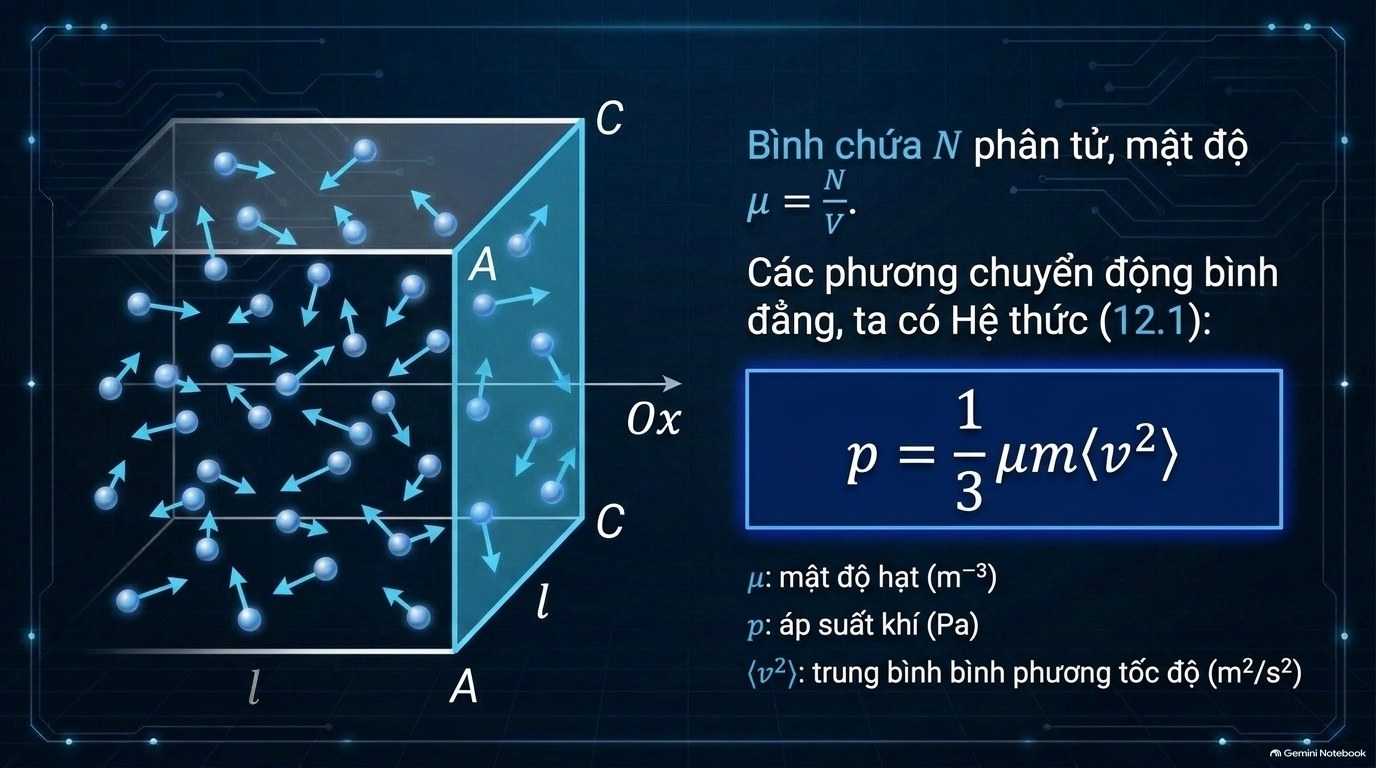 C
A
Ox
C
l
A
l
Bình chứa N phân tử, mật độ
μ = N/V.
Các phương chuyển động bình
đẳng, ta có Hệ thức (12.1):
p = 1/3 μm⟨v²⟩
μ: mật độ hạt (m⁻³)
p: áp suất khí (Pa)
⟨v²⟩: trung bình bình phương tốc độ (m²/s²)
Gemini Notebook